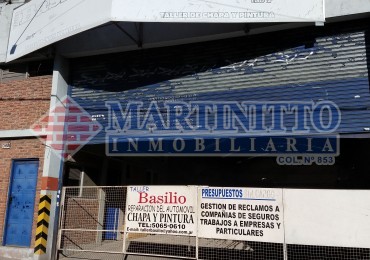 TALLER DE CHAPA Y PINTURA
MARTINITTO
INMOBILIARIA
COL. Nº 853
TALLER
Basilio
REPARACION DEL AUTOMOVIL
CHAPA Y PINTURA
TEL:5065-0610
PRESUPUESTOS
GESTION DE RECLAMOS A
COMPAÑIAS DE SEGUROS
TRABAJOS A EMPRESAS Y
PARTICULARES